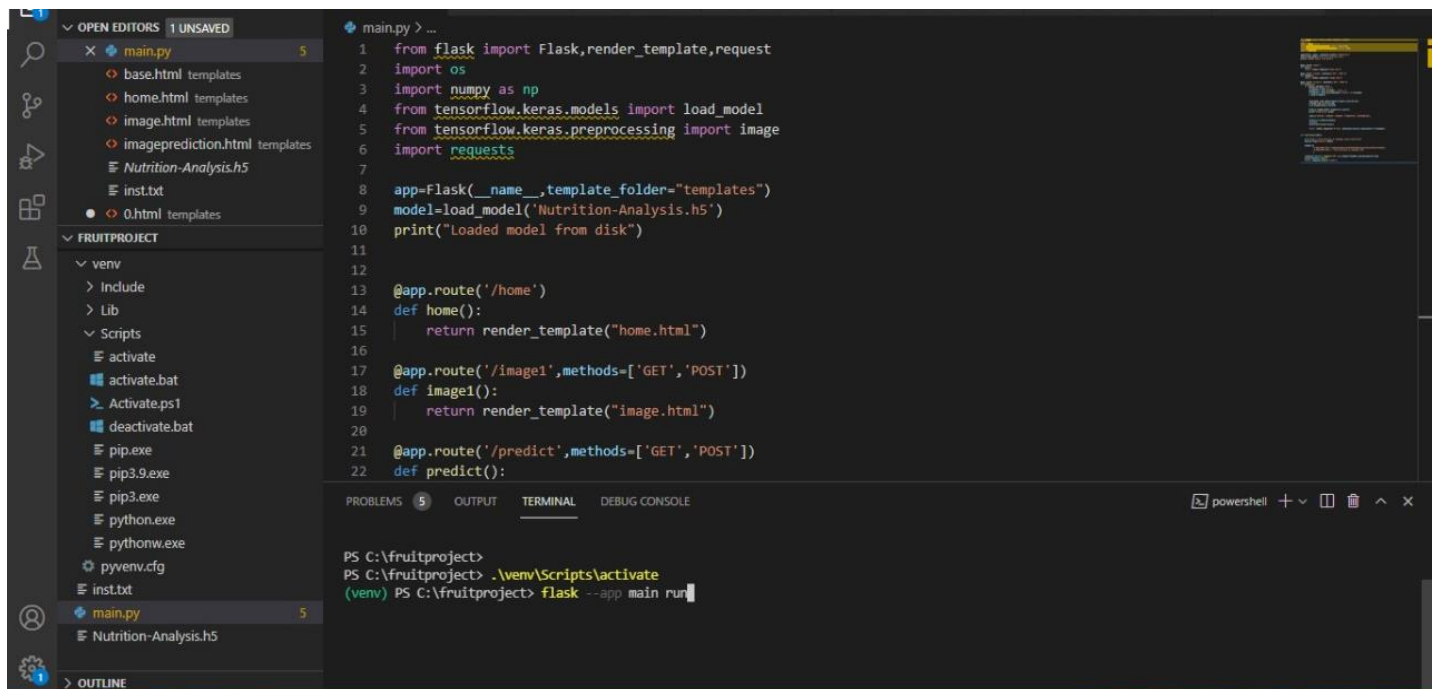 1
OPEN EDITORS 1 UNSAVED
main.py 5
base.html templates
home.html templates
image.html templates
imageprediction.html templates
Nutrition-Analysis.h5
inst.txt
0.html templates
FRUITPROJECT
venv
Include
Lib
Scripts
activate
activate.bat
Activate.ps1
deactivate.bat
pip.exe
pip3.9.exe
pip3.exe
python.exe
pythonw.exe
pyvenv.cfg
inst.txt
main.py 5
Nutrition-Analysis.h5
1
OUTLINE
main.py > ...
1 from flask import Flask,render_template,request
2 import os
3 import numpy as np
4 from tensorflow.keras.models import load_model
5 from tensorflow.keras.preprocessing import image
6 import requests
7
8 app=Flask(__name__,template_folder="templates")
9 model=load_model('Nutrition-Analysis.h5')
10 print("Loaded model from disk")
11
12
13 @app.route('/home')
14 def home():
15 return render_template("home.html")
16
17 @app.route('/image1',methods=['GET','POST'])
18 def image1():
19 return render_template("image.html")
20
21 @app.route('/predict',methods=['GET','POST'])
22 def predict():
PROBLEMS 5 OUTPUT TERMINAL DEBUG CONSOLE powershell
PS C:\fruitproject>
PS C:\fruitproject> .\venv\Scripts\activate
(venv) PS C:\fruitproject> flask --app main run